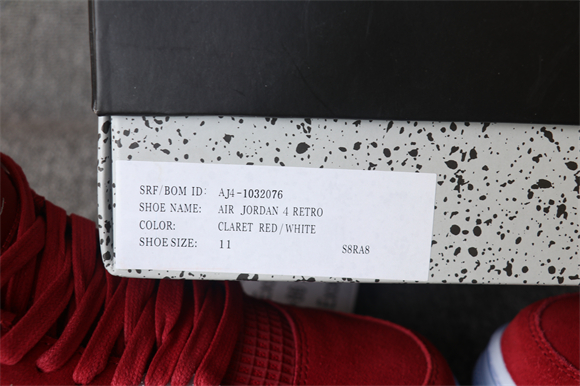 SRF/BOM ID: AJ4-1032076
SHOE NAME: AIR JORDAN 4 RETRO
COLOR: CLARET RED/WHITE
SHOE SIZE: 11
S8RA8